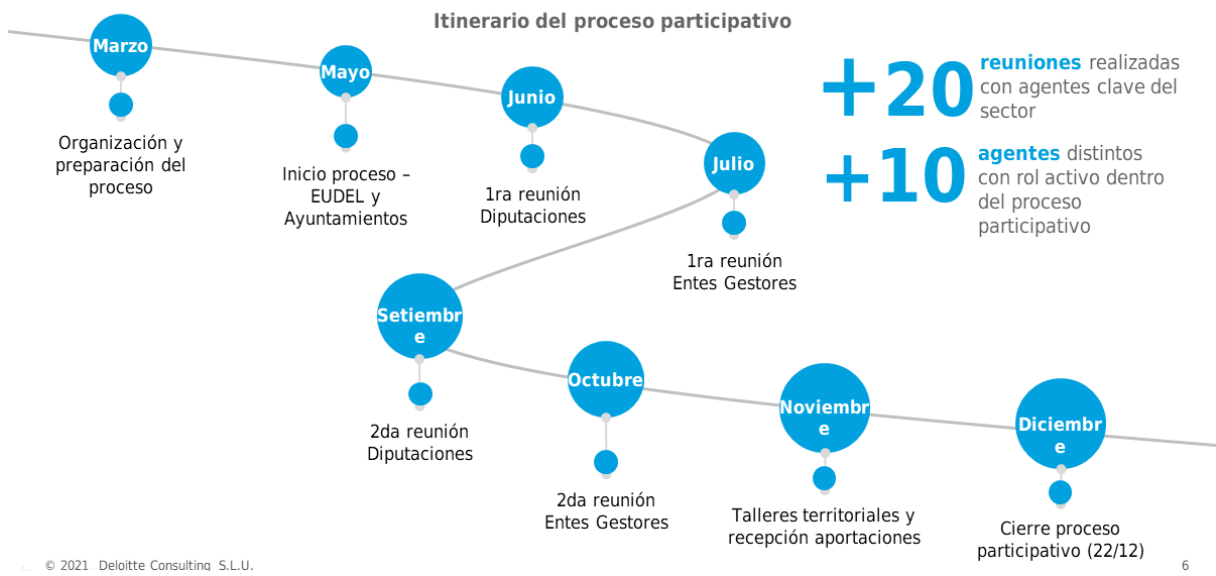 Itinerario del proceso participativo
Marzo
Organización y
preparación del
proceso
Mayo
Inicio proceso –
EUDEL y
Ayuntamientos
Junio
1ra reunión
Diputaciones
Julio
1ra reunión
Entes Gestores
+20
reuniones realizadas
con agentes clave del
sector
+10
agentes distintos
con rol activo dentro
del proceso
participativo
Setiembr
e
2da reunión
Diputaciones
Octubre
2da reunión
Entes Gestores
Noviembr
e
Talleres territoriales y
recepción aportaciones
Diciembr
e
Cierre proceso
participativo (22/12)
© 2021 Deloitte Consulting S.L.U.
6